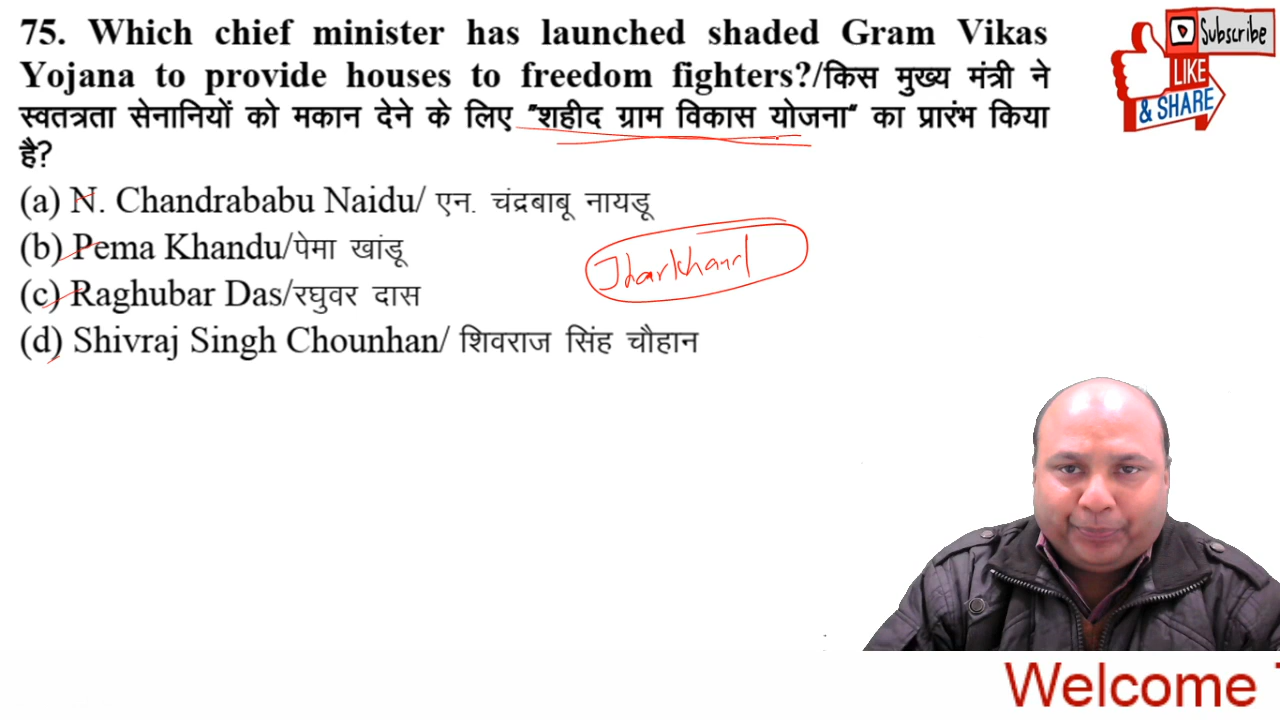 75. Which chief minister has launched shaded Gram Vikas
Yojana to provide houses to freedom fighters?/किस मुख्य मंत्री ने
स्वतत्रता सेनानियों को मकान देने के लिए "शहीद ग्राम विकास योजना" का प्रारंभ किया
है?
(a) N. Chandrababu Naidu/ एन. चंद्रबाबू नायडू
(b) Pema Khandu/पेमा खांडू
(c) Raghubar Das/रघुवर दास
(d) Shivraj Singh Chounhan/ शिवराज सिंह चौहान
Jharkhand
Subscribe
LIKE
& SHARE
Welcome